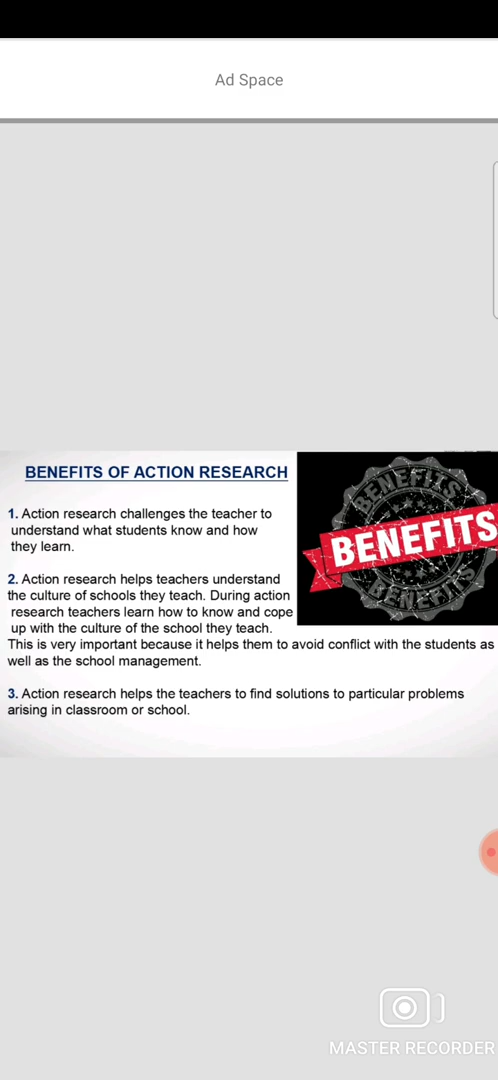 Ad Space
BENEFITS OF ACTION RESEARCH
1. Action research challenges the teacher to
understand what students know and how
they learn.
2. Action research helps teachers understand
the culture of schools they teach. During action
research teachers learn how to know and cope
up with the culture of the school they teach.
This is very important because it helps them to avoid conflict with the students as
well as the school management.
3. Action research helps the teachers to find solutions to particular problems
arising in classroom or school.
BENEFITS
BENEFITS
BENEFITS
MASTER RECORDER